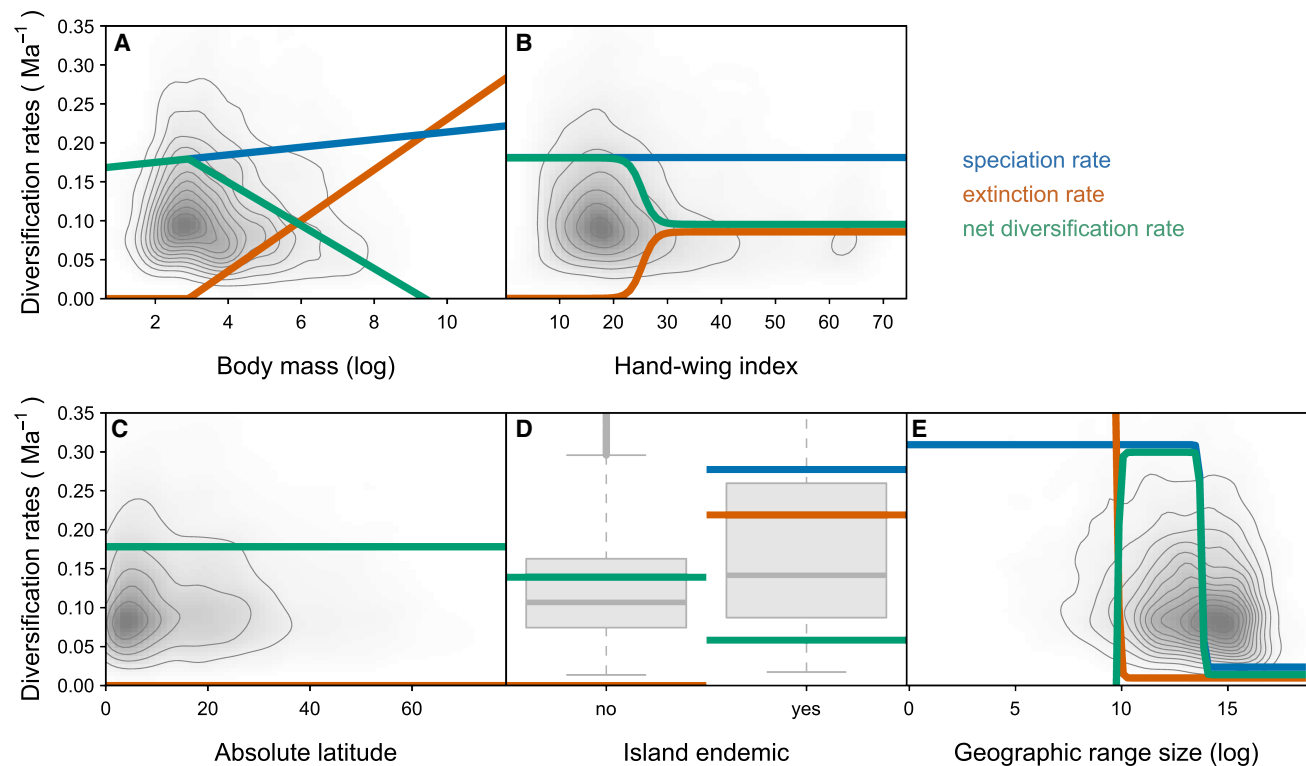 Diversification rates ( Ma⁻¹ )
0.35
0.30
0.25
0.20
0.15
0.10
0.05
0.00
A
2 4 6 8 10
Body mass (log)
B
10 20 30 40 50 60 70
Hand-wing index
speciation rate
extinction rate
net diversification rate
Diversification rates ( Ma⁻¹ )
0.35
0.30
0.25
0.20
0.15
0.10
0.05
0.00
C
0 20 40 60
Absolute latitude
D
no yes
Island endemic
E
0 5 10 15
Geographic range size (log)